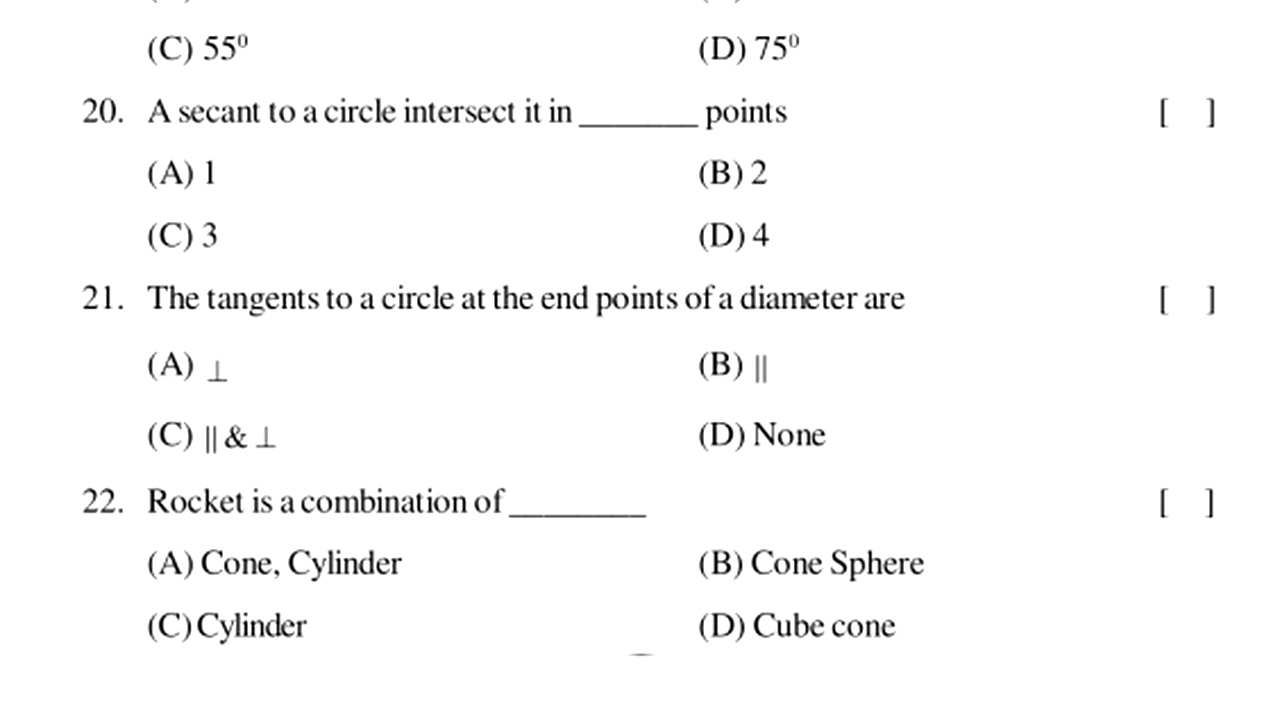 (C) 55⁰ (D) 75⁰
20. A secant to a circle intersect it in ________ points [ ]
(A) 1 (B) 2
(C) 3 (D) 4
21. The tangents to a circle at the end points of a diameter are [ ]
(A) ⊥ (B) ||
(C) || & ⊥ (D) None
22. Rocket is a combination of _________ [ ]
(A) Cone, Cylinder (B) Cone Sphere
(C) Cylinder (D) Cube cone